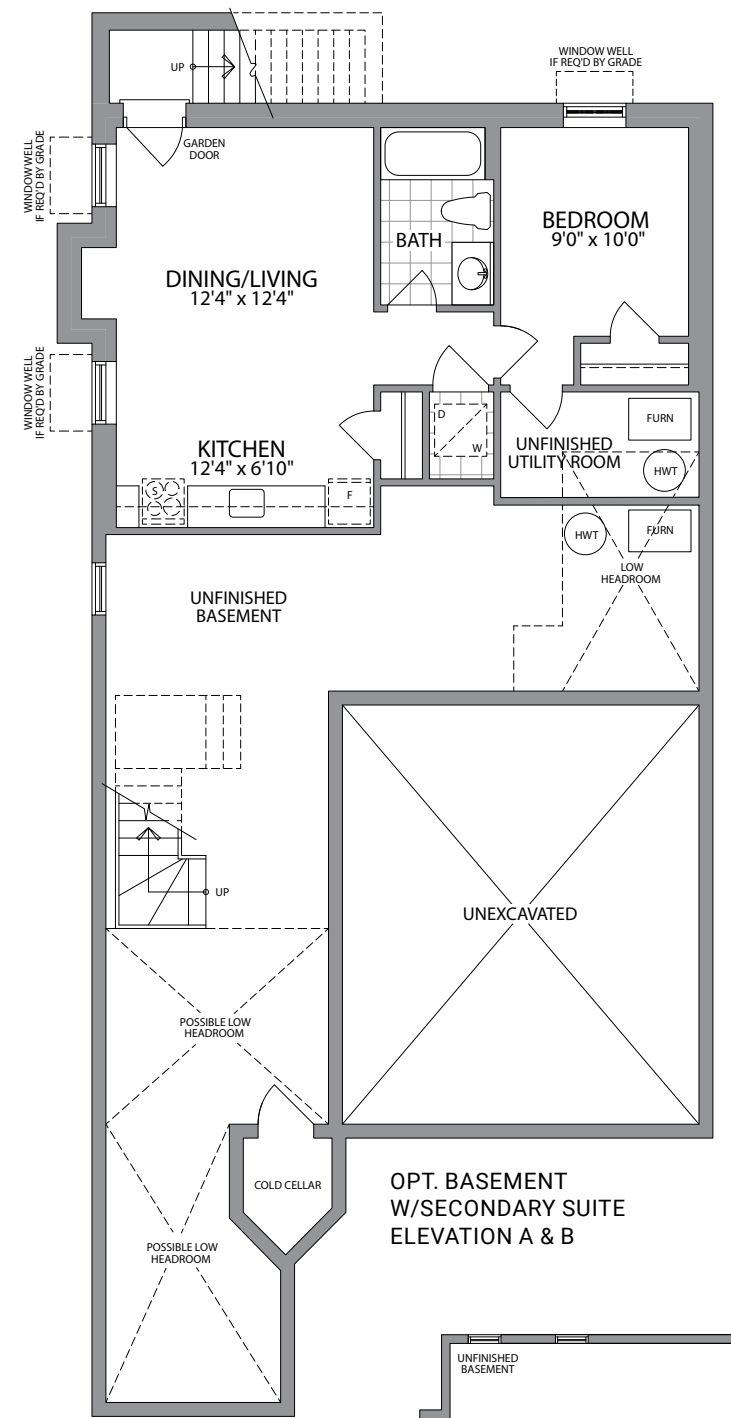 UP
WINDOW WELL
IF REQ'D BY GRADE
GARDEN
DOOR
WINDOW WELL
IF REQ'D BY GRADE
BATH
BEDROOM
9'0" x 10'0"
DINING/LIVING
12'4" x 12'4"
WINDOW WELL
IF REQ'D BY GRADE
D
W
FURN
UNFINISHED
UTILITY ROOM
HWT
KITCHEN
12'4" x 6'10"
S
F
HWT
FURN
LOW
HEADROOM
UNFINISHED
BASEMENT
UP
UNEXCAVATED
POSSIBLE LOW
HEADROOM
COLD CELLAR
OPT. BASEMENT
W/SECONDARY SUITE
ELEVATION A & B
POSSIBLE LOW
HEADROOM
UNFINISHED
BASEMENT